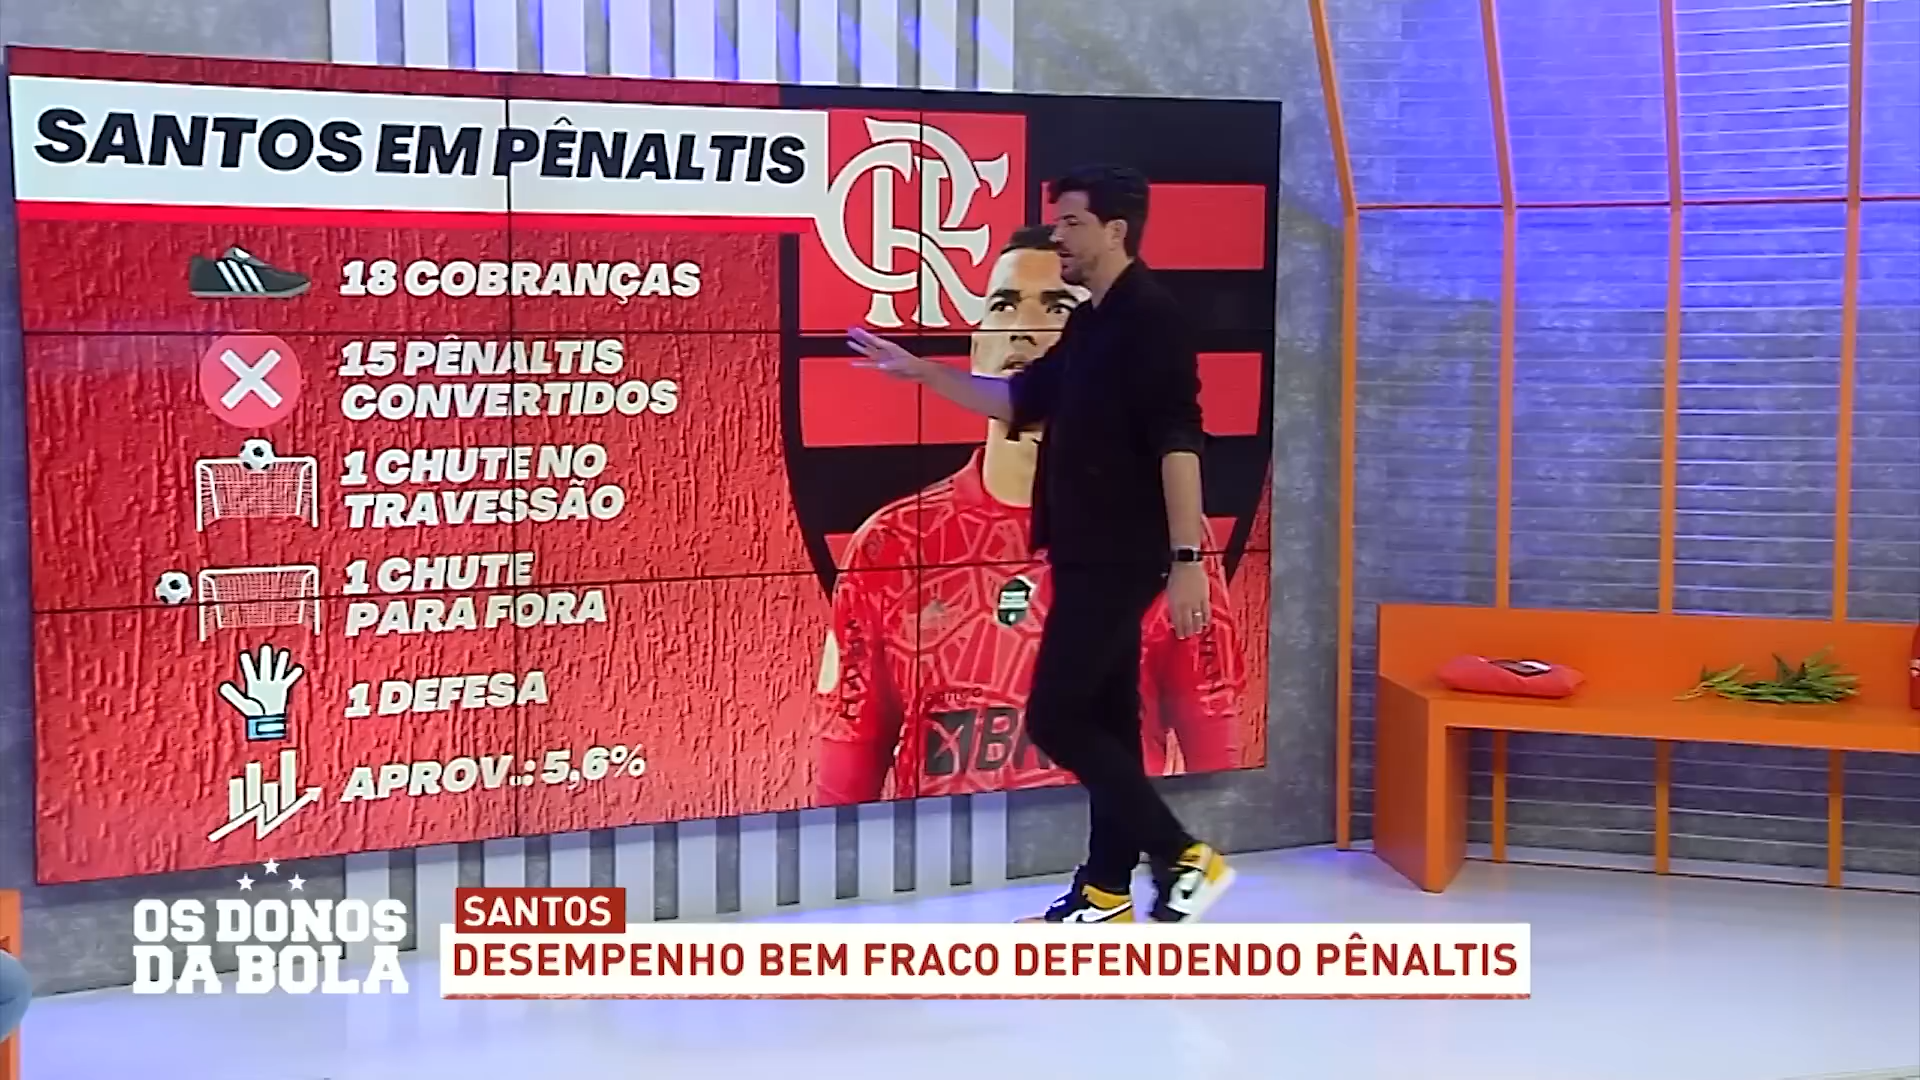 SANTOS EM PÊNALTIS
18 COBRANÇAS
15 PÊNALTIS
CONVERTIDOS
1 CHUTE NO
TRAVESSÃO
1 CHUTE
PARA FORA
1 DEFESA
APROV.: 5,6%
OS DONOS
DA BOLA
SANTOS
DESEMPENHO BEM FRACO DEFENDENDO PÊNALTIS